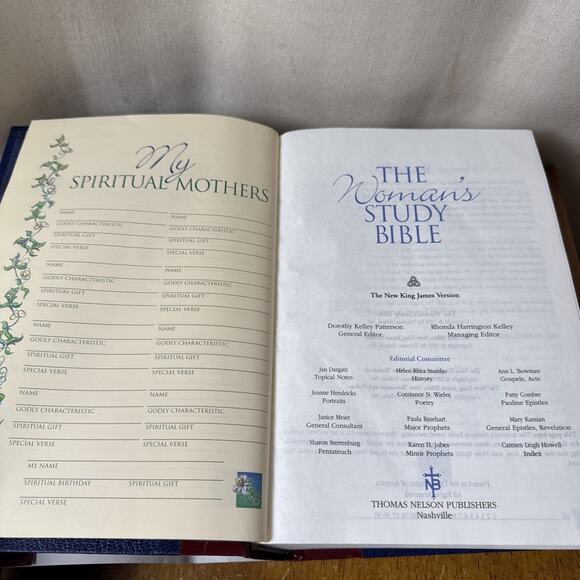 My
SPIRITUAL MOTHERS
NAME NAME
GODLY CHARACTERISTIC GODLY CHARACTERISTIC
SPIRITUAL GIFT SPIRITUAL GIFT
SPECIAL VERSE SPECIAL VERSE
NAME NAME
GODLY CHARACTERISTIC GODLY CHARACTERISTIC
SPIRITUAL GIFT SPIRITUAL GIFT
SPECIAL VERSE SPECIAL VERSE
NAME NAME
GODLY CHARACTERISTIC GODLY CHARACTERISTIC
SPIRITUAL GIFT SPIRITUAL GIFT
SPECIAL VERSE SPECIAL VERSE
NAME NAME
GODLY CHARACTERISTIC GODLY CHARACTERISTIC
SPIRITUAL GIFT SPIRITUAL GIFT
SPECIAL VERSE SPECIAL VERSE
MY NAME
SPIRITUAL BIRTHDAY SPIRITUAL GIFT
SPECIAL VERSE
THE
Woman's
STUDY
BIBLE
The New King James Version
Dorothy Kelley Patterson Rhonda Harrington Kelley
General Editor Managing Editor
Editorial Committee
Jan Dargatz Helen Rhea Stumbo Ann L. Bowman
Topical Notes History Gospels, Acts
Jeanne Hendricks Constance N. Wieler Patty Comber
Portraits Poetry Pauline Epistles
Janice Meier Paula Rinehart Mary Kassian
General Consultant Major Prophets General Epistles, Revelation
Sharon Sterrenburg Karen H. Jobes Carmen Leigh Howell
Pentateuch Minor Prophets Index
NB
THOMAS NELSON PUBLISHERS
Nashville